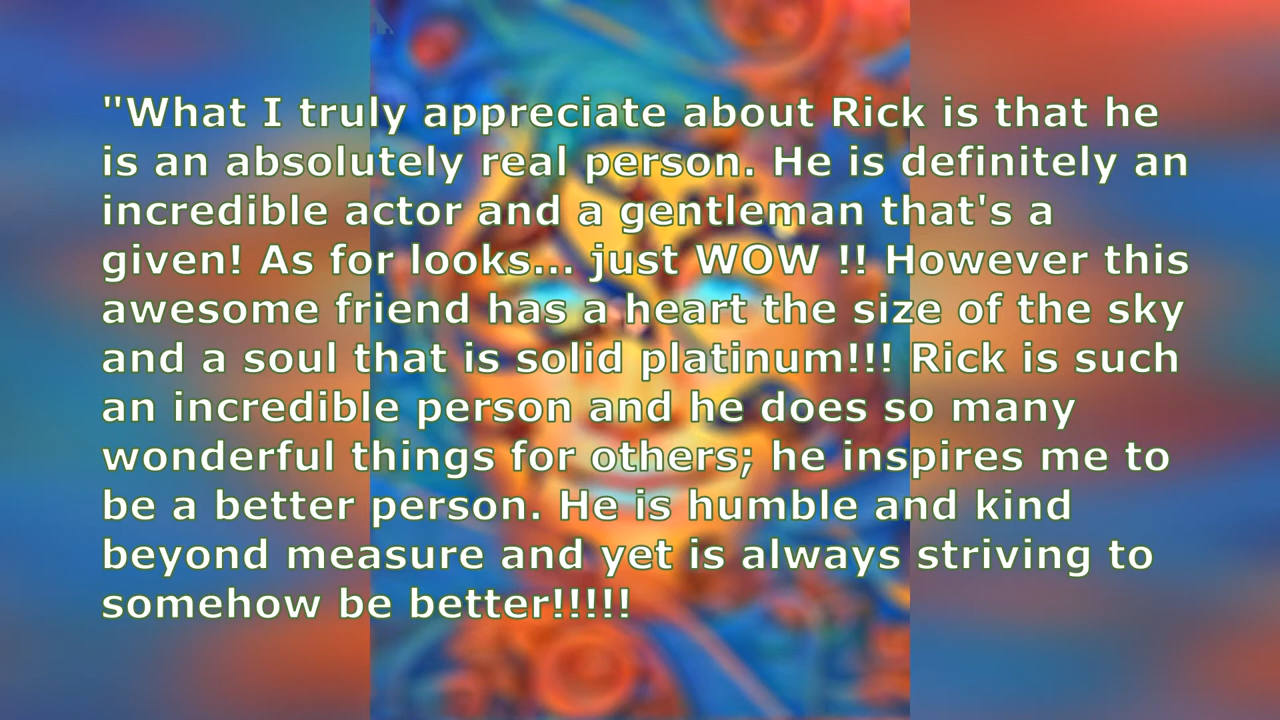 "What I truly appreciate about Rick is that he
is an absolutely real person. He is definitely an
incredible actor and a gentleman that's a
given! As for looks... just WOW !! However this
awesome friend has a heart the size of the sky
and a soul that is solid platinum!!! Rick is such
an incredible person and he does so many
wonderful things for others; he inspires me to
be a better person. He is humble and kind
beyond measure and yet is always striving to
somehow be better!!!!!